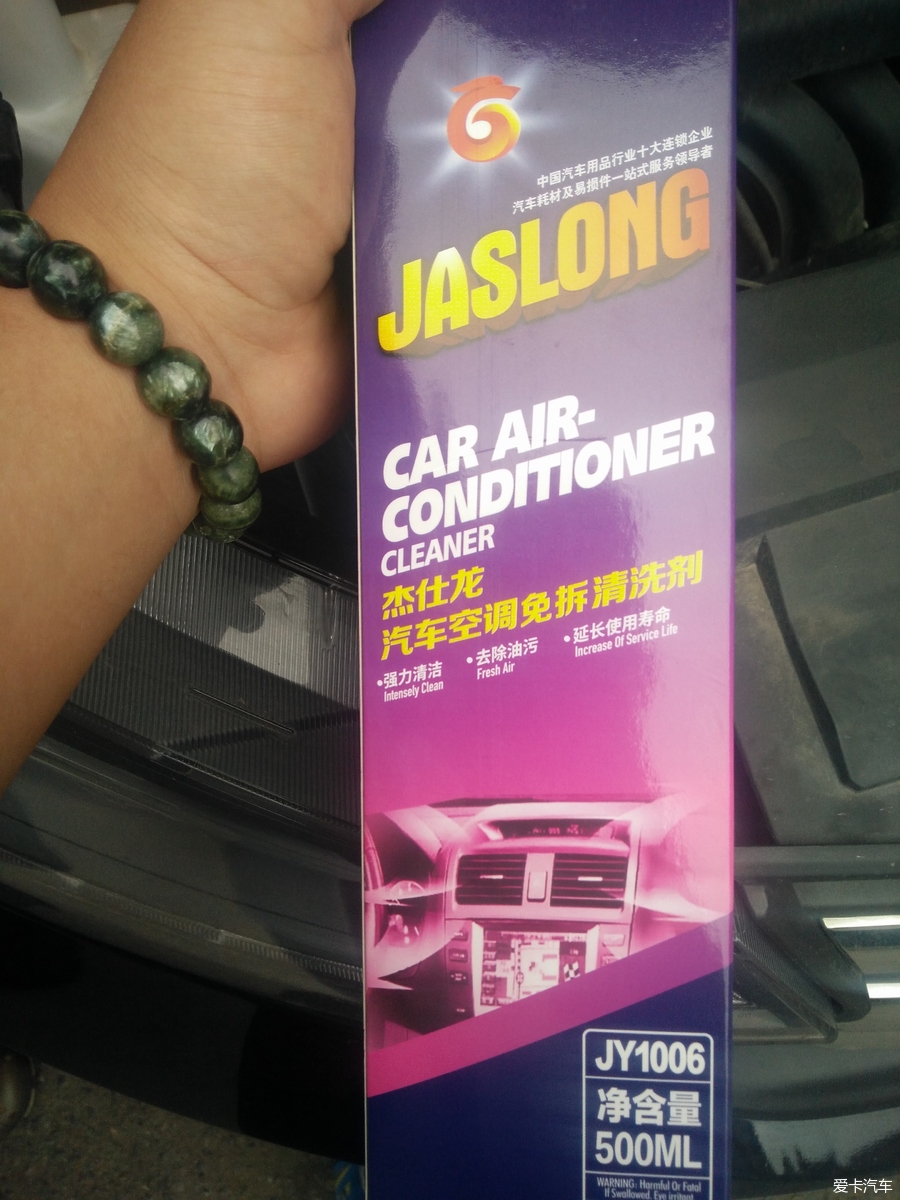 中国汽车用品行业十大连锁企业
汽车耗材及易损件一站式服务领导者
JASLONG
CAR AIR-
CONDITIONER
CLEANER
杰仕龙
汽车空调免拆清洗剂
•强力清洁
Intensely Clean
•去除油污
Fresh Air
•延长使用寿命
Increase Of Service Life
JY1006
净含量
500ML
WARNING: Harmful Or Fatal
If Swallowed. Eye irritant
爱卡汽车